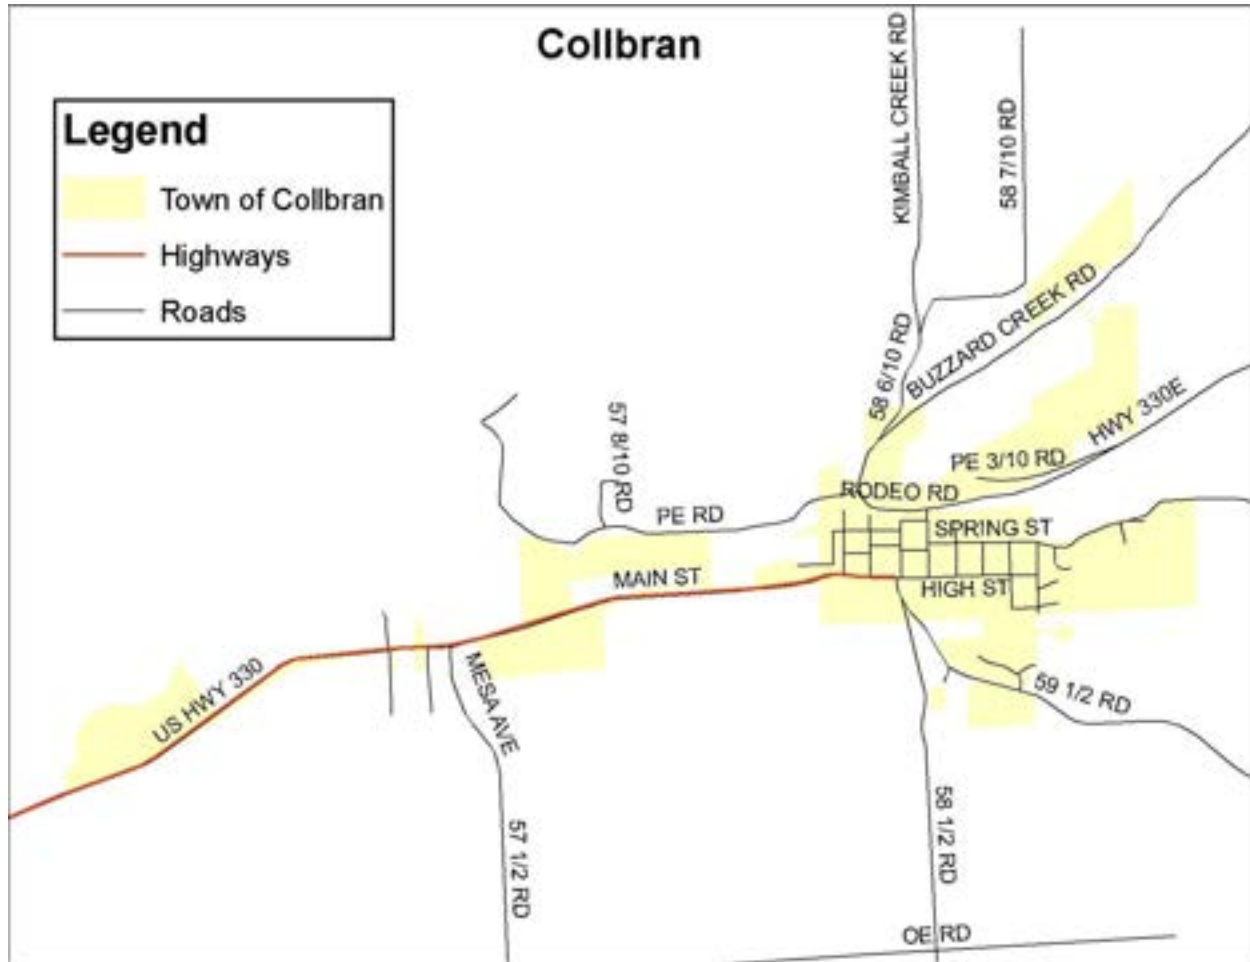 Collbran
Legend
Town of Collbran
Highways
Roads
KIMBALL CREEK RD
58 7/10 RD
BUZZARD CREEK RD
58 6/10 RD
HWY 330E
57 8/10 RD
PE 3/10 RD
RODEO RD
PE RD
SPRING ST
MAIN ST
HIGH ST
US HWY 330
MESA AVE
59 1/2 RD
57 1/2 RD
58 1/2 RD
OE RD